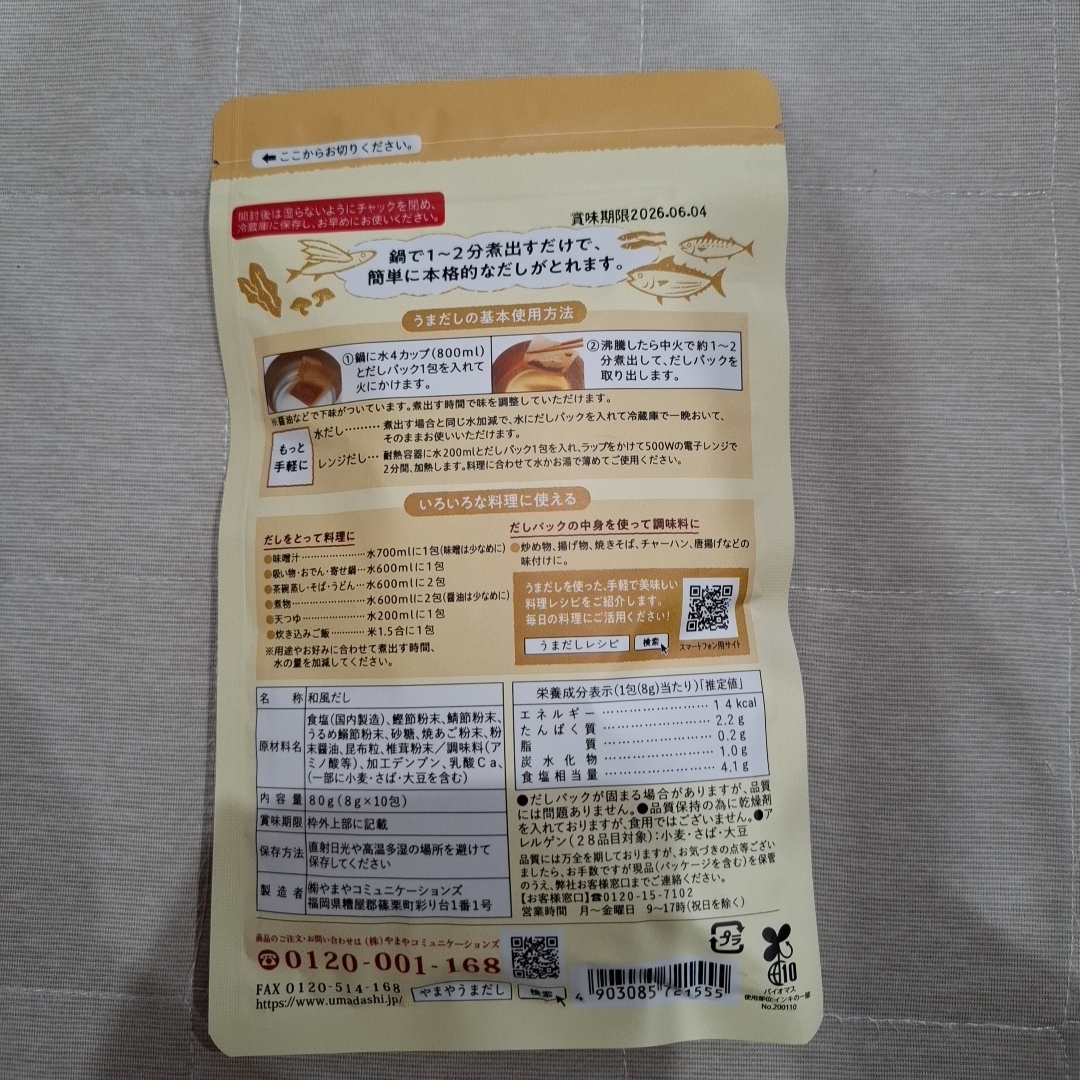 ←ここからお切りください。
開封後は湿らないようにチャックを閉め、
冷蔵庫に保存し、お早めにお使いください。
賞味期限2026.06.04
鍋で1～2分煮出すだけで、
簡単に本格的なだしがとれます。
うまだしの基本使用方法
①鍋に水4カップ(800ml)
とだしパック1包を入れて
火にかけます。
②沸騰したら中火で約1～2
分煮出して、だしパックを
取り出します。
※醤油などで下味がついています。煮出す時間で味を調整していただけます。
もっと
手軽に
水だし………煮出す場合と同じ水加減で、水にだしパックを入れて冷蔵庫で一晩おいて、
そのままお使いいただけます。
レンジだし…耐熱容器に水200mlとだしパック1包を入れ、ラップをかけて500Wの電子レンジで
2分間、加熱します。料理に合わせて水かお湯で薄めてご使用ください。
いろいろな料理に使える
だしをとって料理に
●味噌汁…………………水700mlに1包(味噌は少なめに)
●吸い物・おでん・寄せ鍋…水600mlに1包
●茶碗蒸し・そば・うどん…水600mlに2包
●煮物……………………水600mlに2包(醤油は少なめに)
●天つゆ…………………水200mlに1包
●炊き込みご飯…………米1.5合に1包
※用途やお好みに合わせて煮出す時間、
水の量を加減してください。
だしパックの中身を使って調味料に
●炒め物、揚げ物、焼きそば、チャーハン、唐揚げなどの
味付けに。
うまだしを使った、手軽で美味しい
料理レシピをご紹介します。
毎日の料理にご活用ください!
うまだしレシピ 検索
スマートフォン用サイト
名称 和風だし
原材料名 食塩(国内製造)、鰹節粉末、鯖節粉末、
うるめ鰯節粉末、砂糖、焼あご粉末、粉
末醤油、昆布粒、椎茸粉末／調味料(ア
ミノ酸等)、加工デンプン、乳酸Ca、
(一部に小麦・さば・大豆を含む)
内容量 80g(8g×10包)
賞味期限 枠外上部に記載
保存方法 直射日光や高温多湿の場所を避けて
保存してください
製造者 ㈱やまやコミュニケーションズ
福岡県糟屋郡篠栗町彩り台1番1号
栄養成分表示(1包(8g)当たり)「推定値」
エネルギー………………14kcal
たんぱく質………………2.2g
脂質………………0.2g
炭水化物………………1.0g
食塩相当量………………4.1g
●だしパックが固まる場合がありますが、品質
には問題ありません。●品質保持の為に乾燥剤
を入れておりますが、食用ではございません。●ア
レルゲン(28品目対象):小麦・さば・大豆
品質には万全を期しておりますが、お気づきの点等ござい
ましたら、お手数ですが現品(パッケージを含む)を保管
のうえ、弊社お客様窓口までご連絡ください。
【お客様窓口】☎0120-15-7102
営業時間 月～金曜日 9～17時(祝日を除く)
商品のご注文・お問い合わせは(株)やまやコミュニケーションズ
☎0120-001-168
FAX 0120-514-168
https://www.umadashi.jp/
やまやうまだし 検索
プラ
バイオマス
使用部位:インキの一部
No.200110